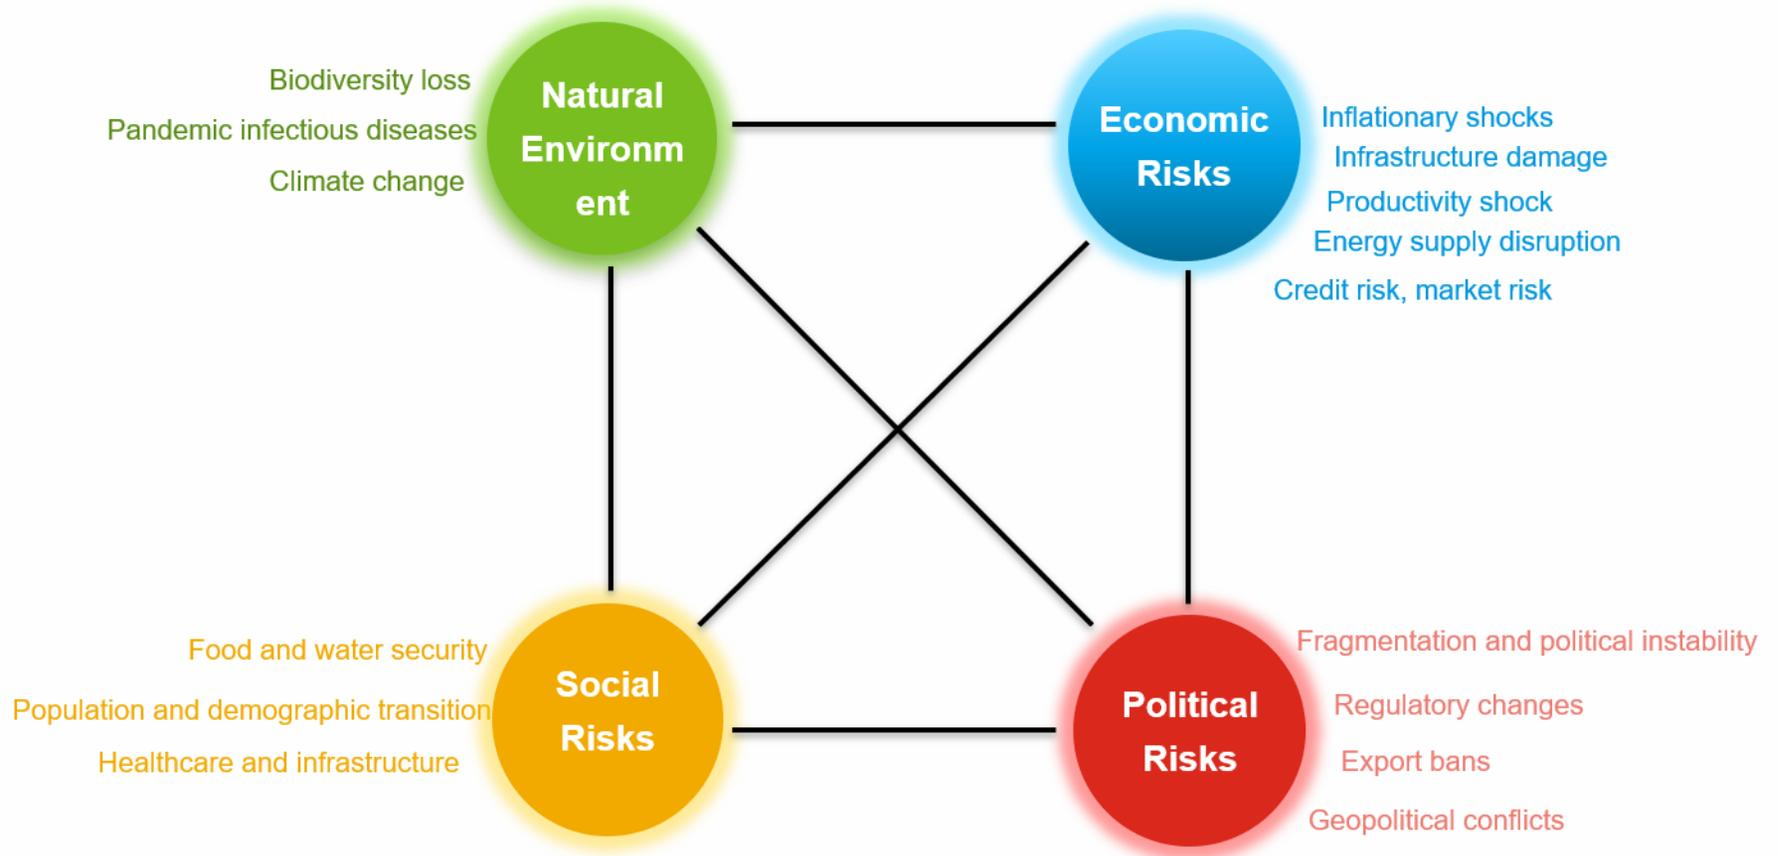 Biodiversity loss
Pandemic infectious diseases
Climate change
Natural
Environm
ent
Economic
Risks
Inflationary shocks
Infrastructure damage
Productivity shock
Energy supply disruption
Credit risk, market risk
Food and water security
Population and demographic transition
Healthcare and infrastructure
Social
Risks
Political
Risks
Fragmentation and political instability
Regulatory changes
Export bans
Geopolitical conflicts